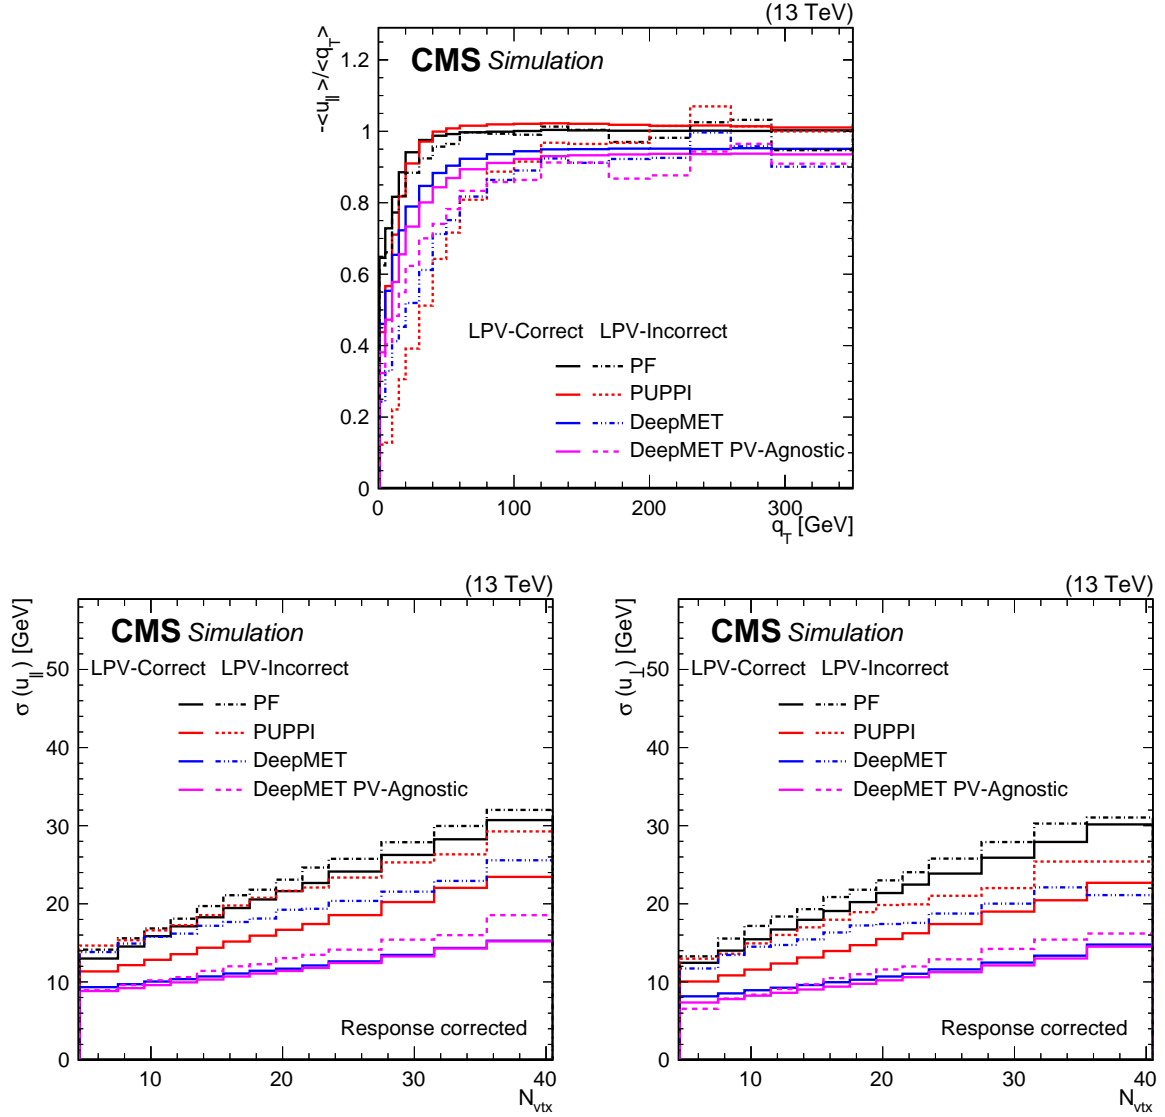 (13 TeV)
CMS Simulation
-<u||>/<qT>
1.2
1
0.8
0.6
0.4
0.2
0
LPV-Correct LPV-Incorrect
PF
PUPPI
DeepMET
DeepMET PV-Agnostic
0 100 200 300
qT [GeV]
(13 TeV)
CMS Simulation
σ (u||) [GeV]
LPV-Correct LPV-Incorrect
PF
PUPPI
DeepMET
DeepMET PV-Agnostic
50
40
30
20
10
0
Response corrected
10 20 30 40
Nvtx
(13 TeV)
CMS Simulation
σ (u⊥) [GeV]
LPV-Correct LPV-Incorrect
PF
PUPPI
DeepMET
DeepMET PV-Agnostic
50
40
30
20
10
0
Response corrected
10 20 30 40
Nvtx